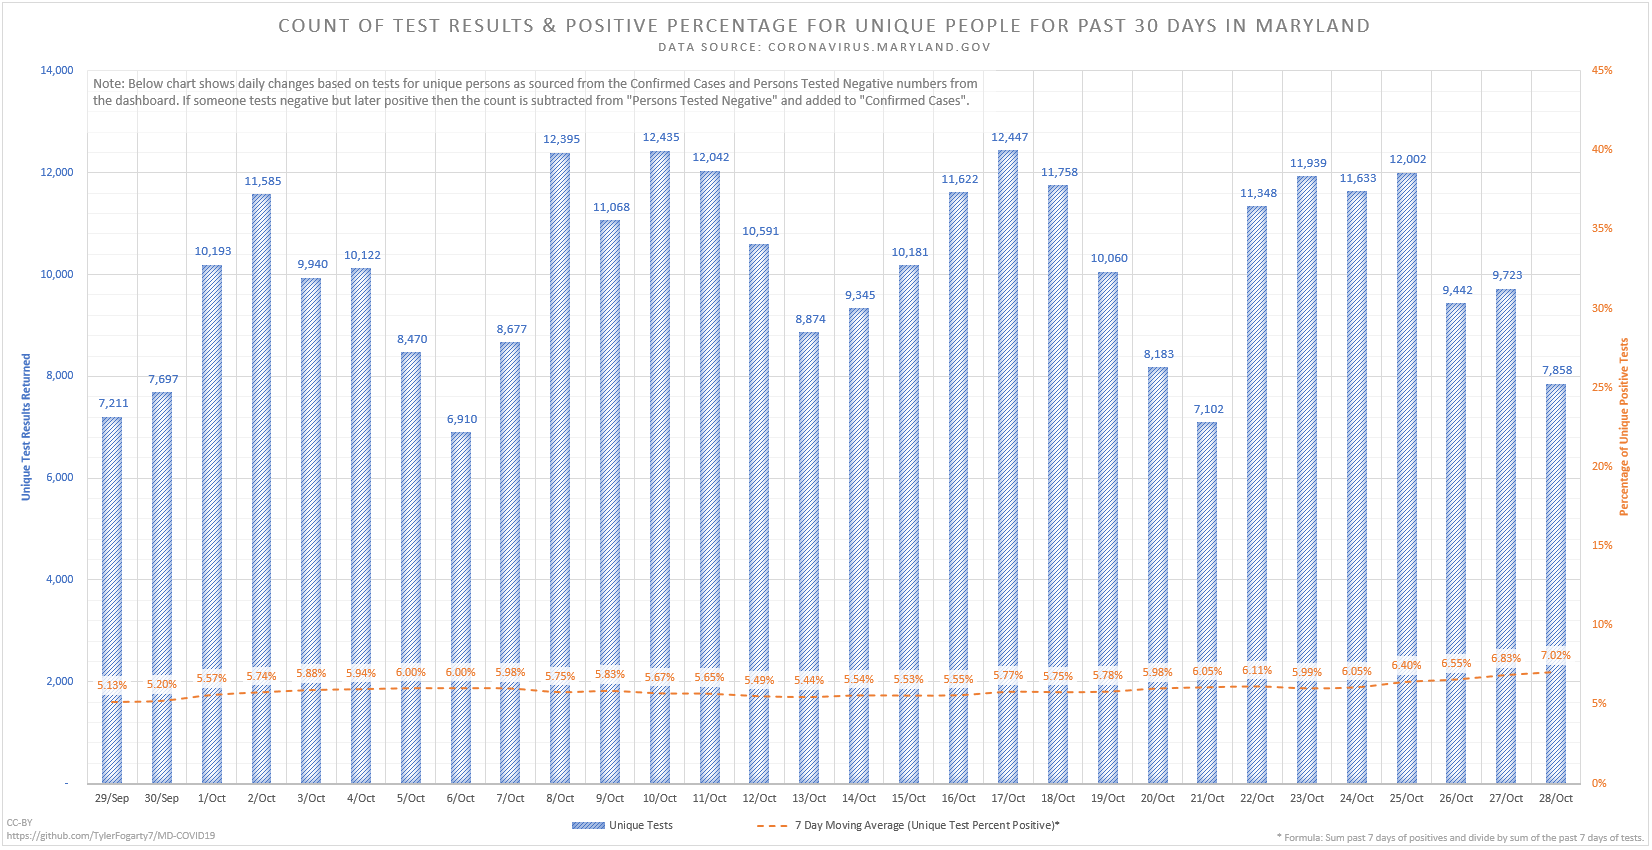 COUNT OF TEST RESULTS & POSITIVE PERCENTAGE FOR UNIQUE PEOPLE FOR PAST 30 DAYS IN MARYLAND
DATA SOURCE: CORONAVIRUS.MARYLAND.GOV
Note: Below chart shows daily changes based on tests for unique persons as sourced from the Confirmed Cases and Persons Tested Negative numbers from
the dashboard. If someone tests negative but later positive then the count is subtracted from "Persons Tested Negative" and added to "Confirmed Cases".
Unique Test Results Returned
14,000
12,000
10,000
8,000
6,000
4,000
2,000
-
7,211
7,697
10,193
11,585
9,940
10,122
8,470
6,910
8,677
12,395
11,068
12,435
12,042
10,591
8,874
9,345
10,181
11,622
12,447
11,758
10,060
8,183
7,102
11,348
11,939
11,633
12,002
9,442
9,723
7,858
5.13%
5.20%
5.57%
5.74%
5.88%
5.94%
6.00%
6.00%
5.98%
5.75%
5.83%
5.67%
5.65%
5.49%
5.44%
5.54%
5.53%
5.55%
5.77%
5.75%
5.78%
5.98%
6.05%
6.11%
5.99%
6.05%
6.40%
6.55%
6.83%
7.02%
45%
40%
35%
30%
25%
20%
15%
10%
5%
0%
Percentage of Unique Positive Tests
29/Sep
30/Sep
1/Oct
2/Oct
3/Oct
4/Oct
5/Oct
6/Oct
7/Oct
8/Oct
9/Oct
10/Oct
11/Oct
12/Oct
13/Oct
14/Oct
15/Oct
16/Oct
17/Oct
18/Oct
19/Oct
20/Oct
21/Oct
22/Oct
23/Oct
24/Oct
25/Oct
26/Oct
27/Oct
28/Oct
Unique Tests
7 Day Moving Average (Unique Test Percent Positive)*
CC-BY
https://github.com/TylerFogarty7/MD-COVID19
* Formula: Sum past 7 days of positives and divide by sum of the past 7 days of tests.